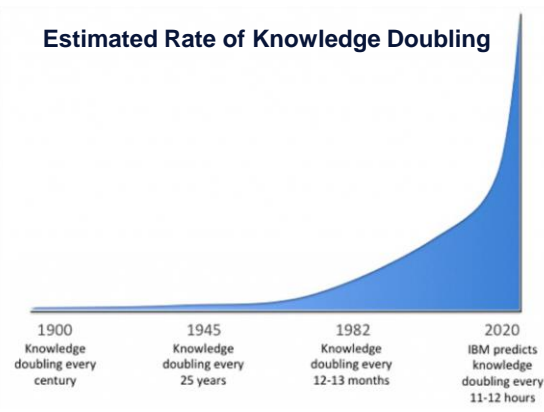 Estimated Rate of Knowledge Doubling
1900
Knowledge
doubling every
century
1945
Knowledge
doubling every
25 years
1982
Knowledge
doubling every
12-13 months
2020
IBM predicts
knowledge
doubling every
11-12 hours